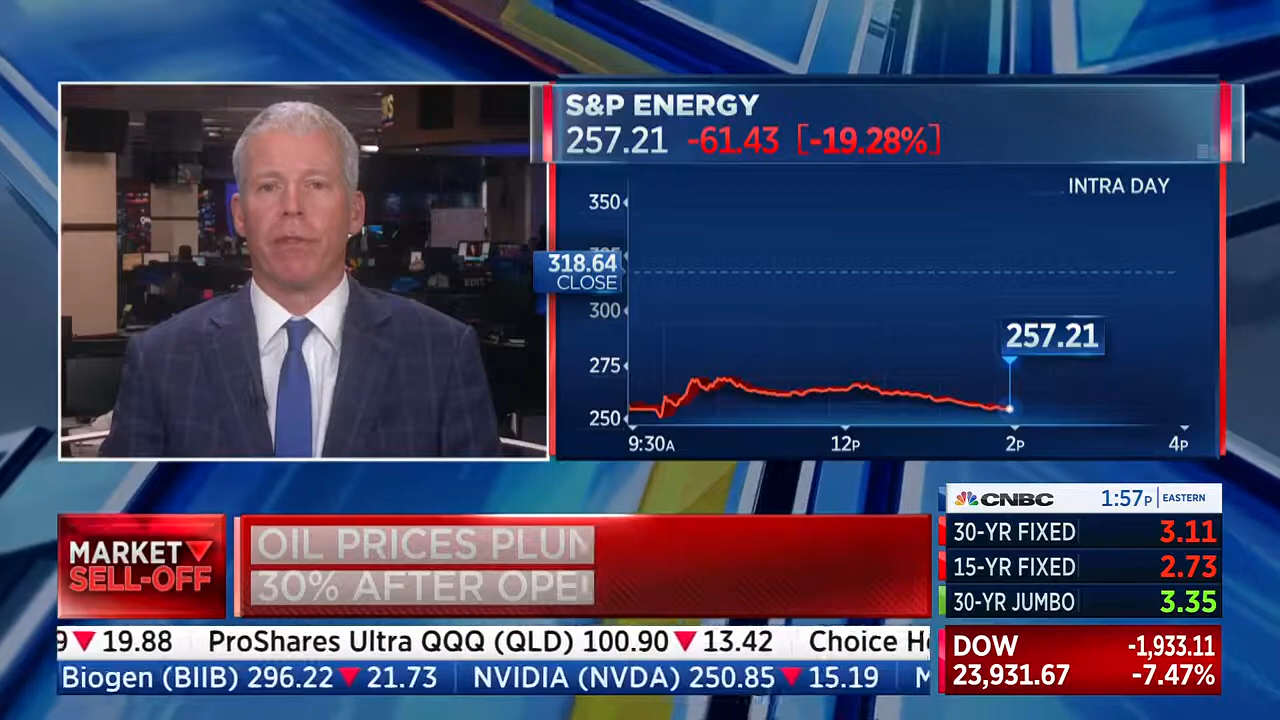 S&P ENERGY
257.21 -61.43 [-19.28%]
INTRA DAY
350
318.64
CLOSE
300
257.21
275
250
9:30A 12P 2P 4P
CNBC 1:57P EASTERN
30-YR FIXED 3.11
15-YR FIXED 2.73
30-YR JUMBO 3.35
MARKET
SELL-OFF
OIL PRICES PLUN
30% AFTER OPE
9 ▼ 19.88 ProShares Ultra QQQ (QLD) 100.90 ▼ 13.42 Choice H
Biogen (BIIB) 296.22 ▼ 21.73 NVIDIA (NVDA) 250.85 ▼ 15.19 M
DOW -1,933.11
23,931.67 -7.47%